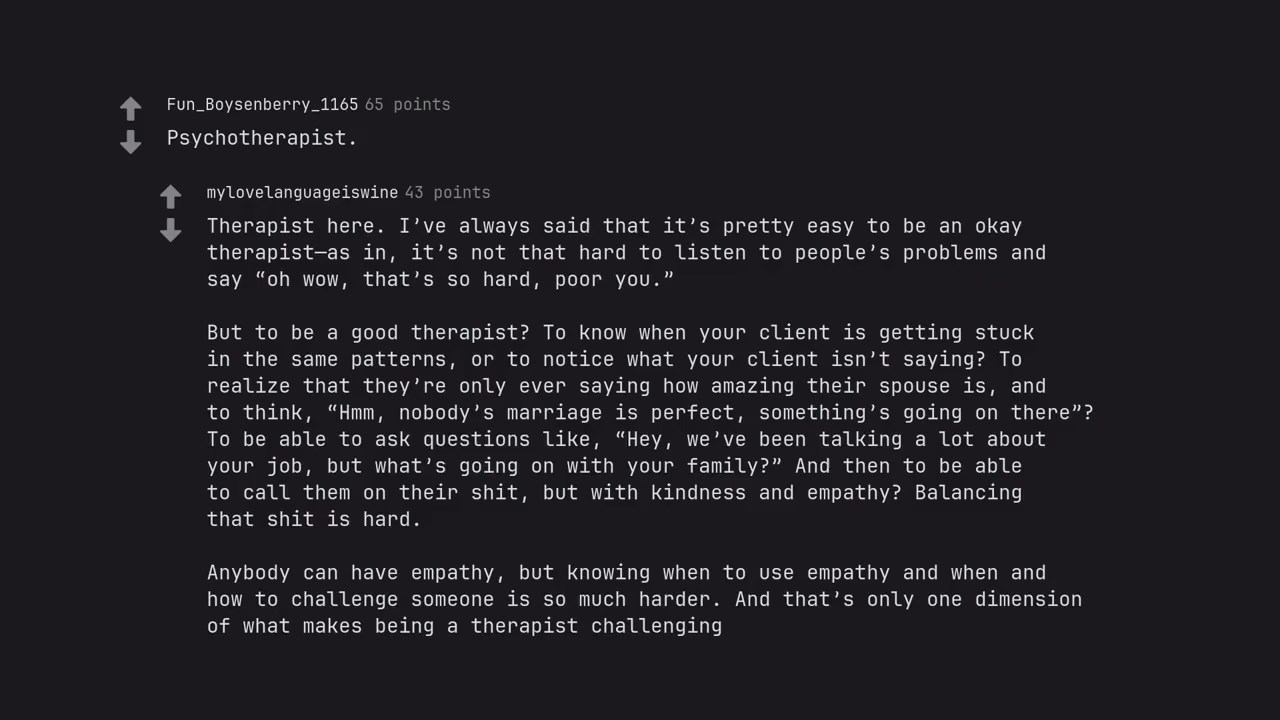 Fun_Boysenberry_1165 65 points
Psychotherapist.
mylovelanguageiswine 43 points
Therapist here. I’ve always said that it’s pretty easy to be an okay
therapist—as in, it’s not that hard to listen to people’s problems and
say “oh wow, that’s so hard, poor you.”
But to be a good therapist? To know when your client is getting stuck
in the same patterns, or to notice what your client isn’t saying? To
realize that they’re only ever saying how amazing their spouse is, and
to think, “Hmm, nobody’s marriage is perfect, something’s going on there”?
To be able to ask questions like, “Hey, we’ve been talking a lot about
your job, but what’s going on with your family?” And then to be able
to call them on their shit, but with kindness and empathy? Balancing
that shit is hard.
Anybody can have empathy, but knowing when to use empathy and when and
how to challenge someone is so much harder. And that’s only one dimension
of what makes being a therapist challenging